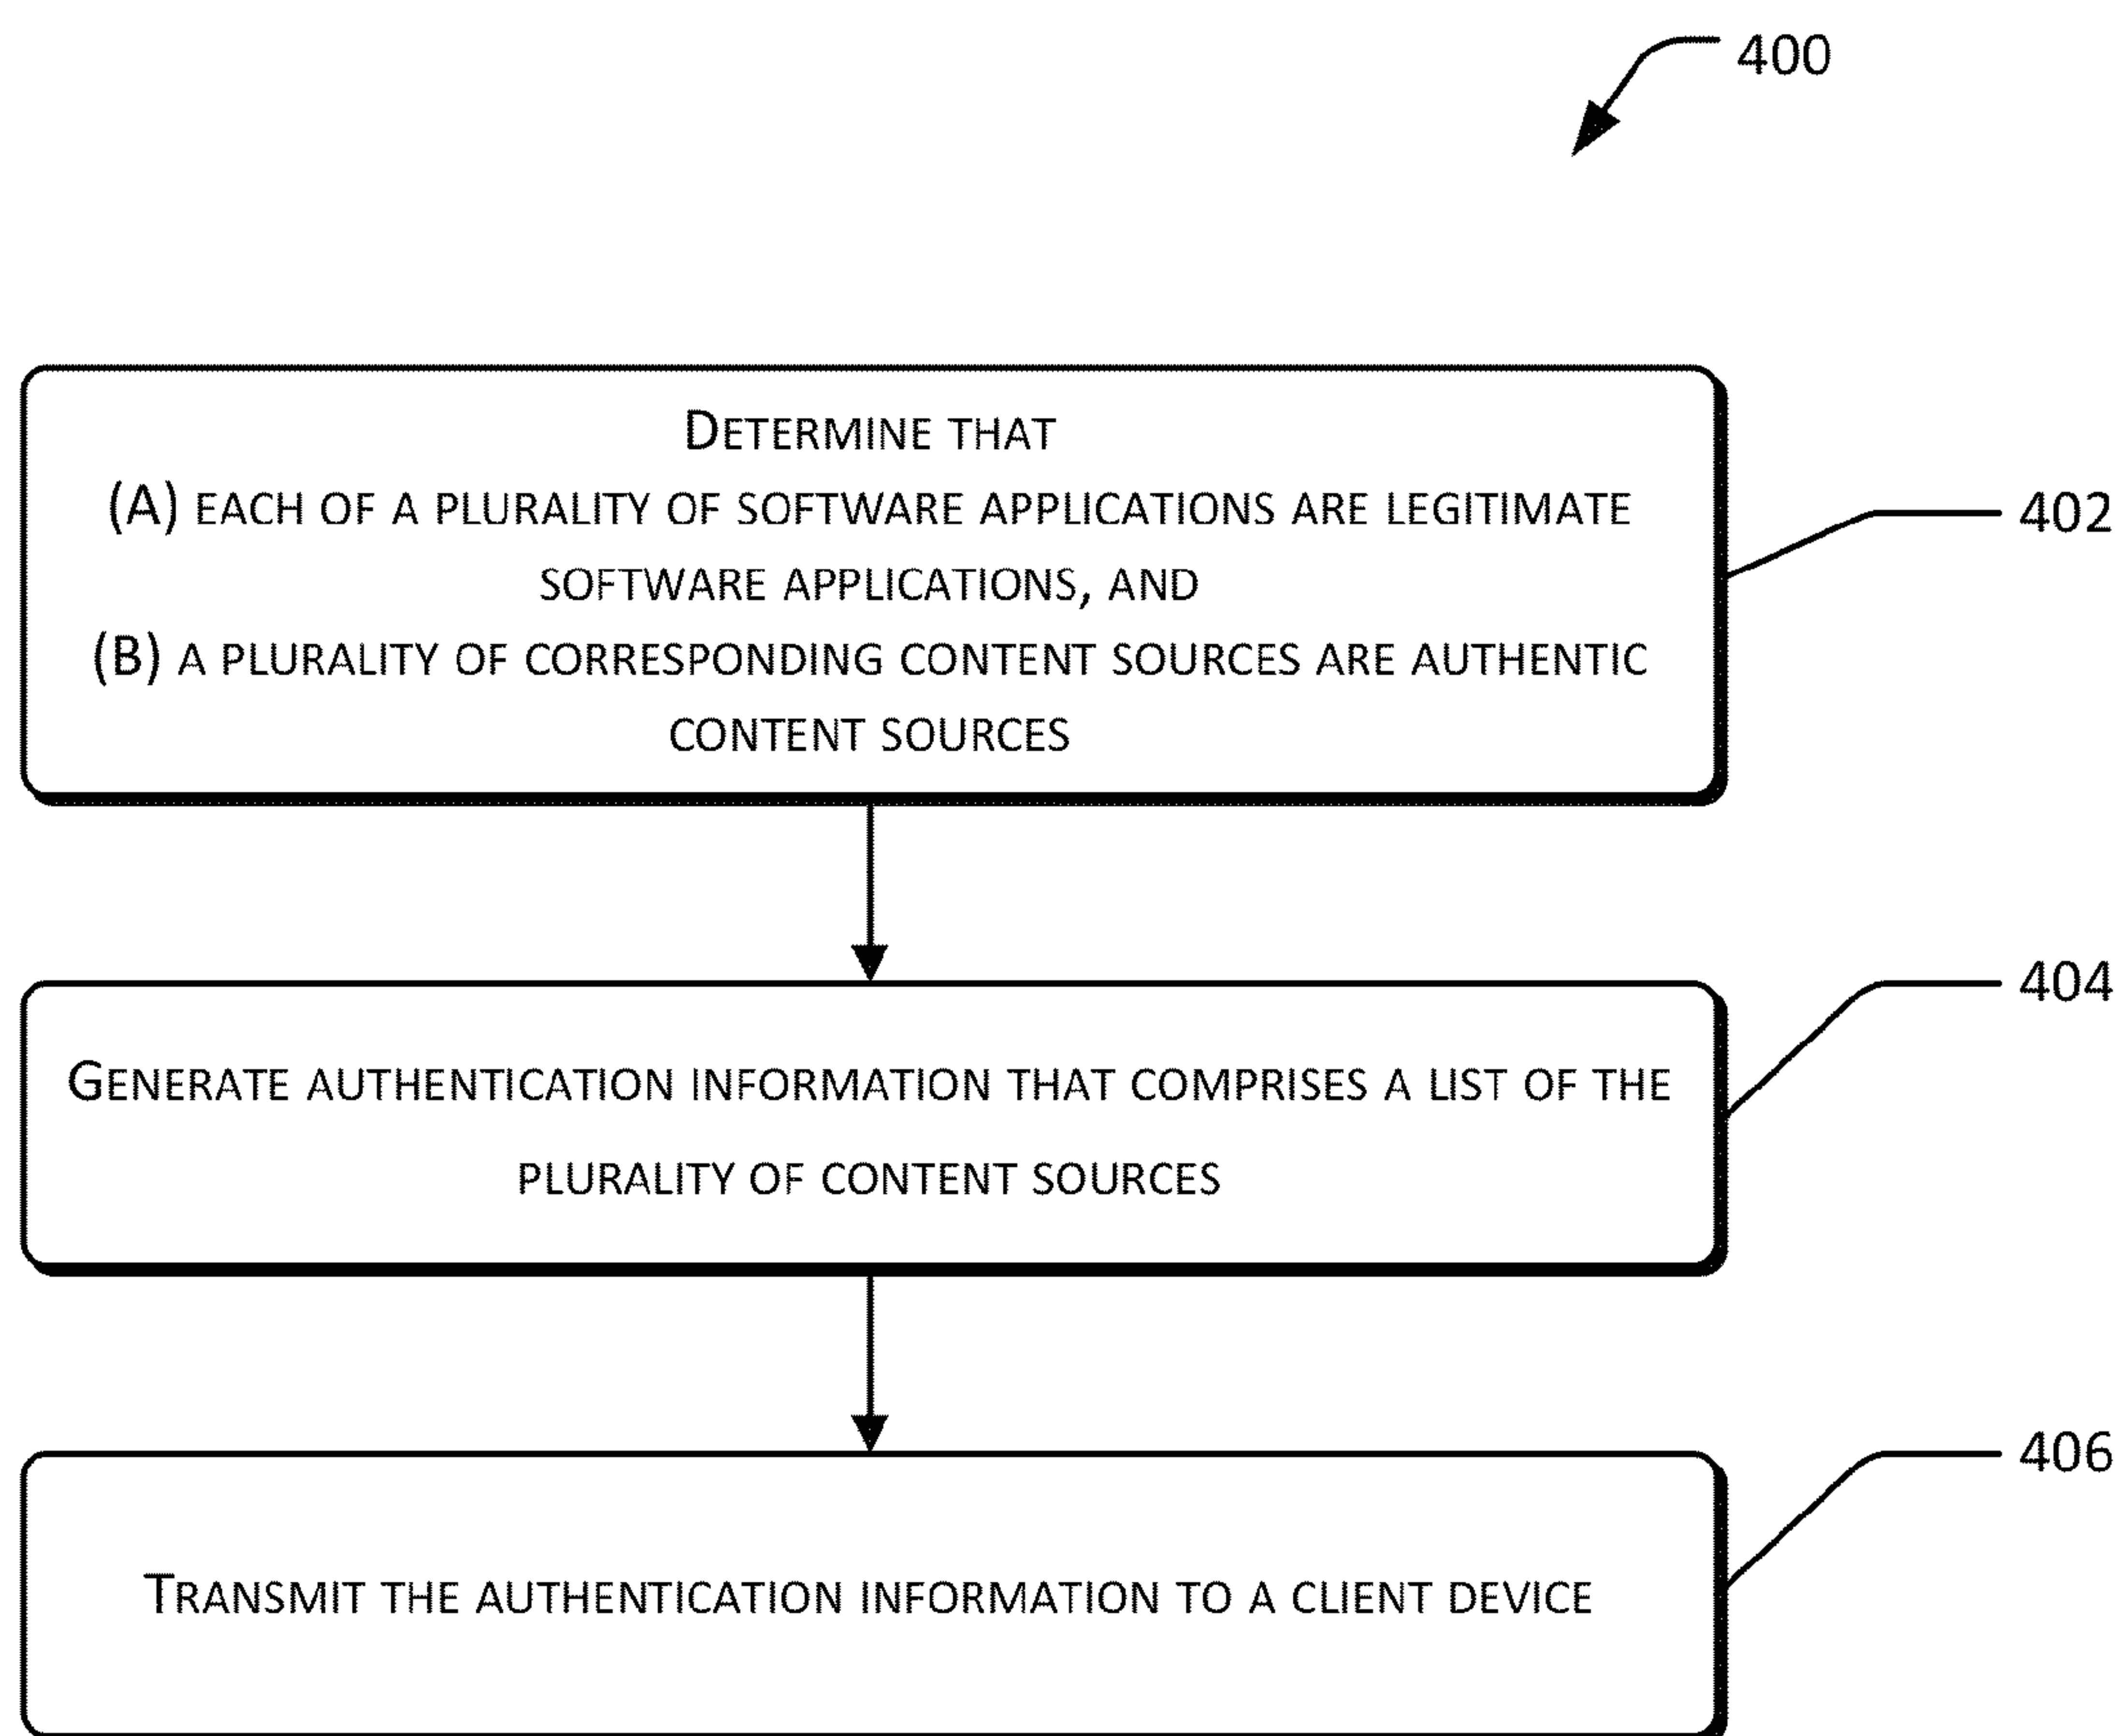 400
DETERMINE THAT
(A) EACH OF A PLURALITY OF SOFTWARE APPLICATIONS ARE LEGITIMATE
SOFTWARE APPLICATIONS, AND
(B) A PLURALITY OF CORRESPONDING CONTENT SOURCES ARE AUTHENTIC
CONTENT SOURCES
402
GENERATE AUTHENTICATION INFORMATION THAT COMPRISES A LIST OF THE
PLURALITY OF CONTENT SOURCES
404
TRANSMIT THE AUTHENTICATION INFORMATION TO A CLIENT DEVICE
406